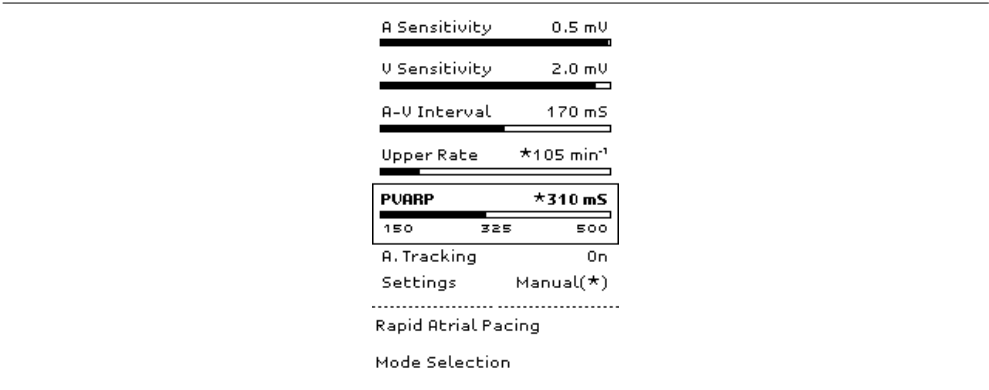 A Sensitivity 0.5 mV
V Sensitivity 2.0 mV
A-V Interval 170 mS
Upper Rate *105 min⁻¹
PVARP *310 mS
150 325 500
A. Tracking On
Settings Manual(*)
Rapid Atrial Pacing
Mode Selection